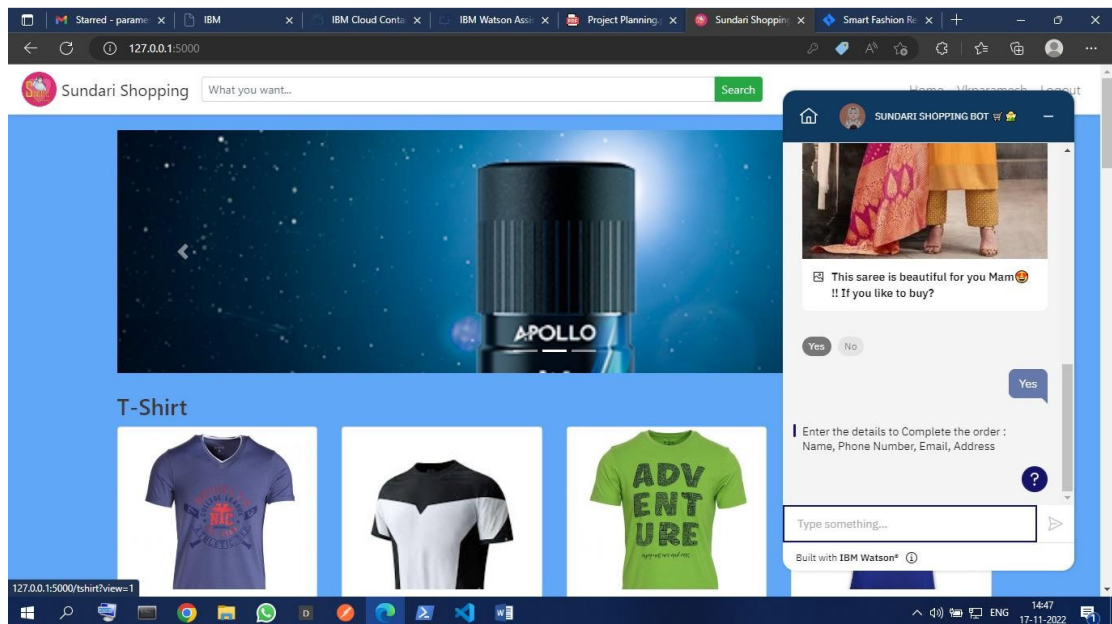 Starred - parame
IBM
IBM Cloud Conta
IBM Watson Assis
Project Planning.
Sundari Shopping
Smart Fashion Re
127.0.0.1:5000
Sundari Shopping
What you want...
Search
Home Vkparamesh Logout
SUNDARI SHOPPING BOT
This saree is beautiful for you Mam
!! If you like to buy?
Yes
No
Yes
Enter the details to Complete the order :
Name, Phone Number, Email, Address
?
Type something...
Built with IBM Watson®
APOLLO
T-Shirt
NYC
ADV
ENT
URE
127.0.0.1:5000/tshirt?view=1
ENG
14:47
17-11-2022